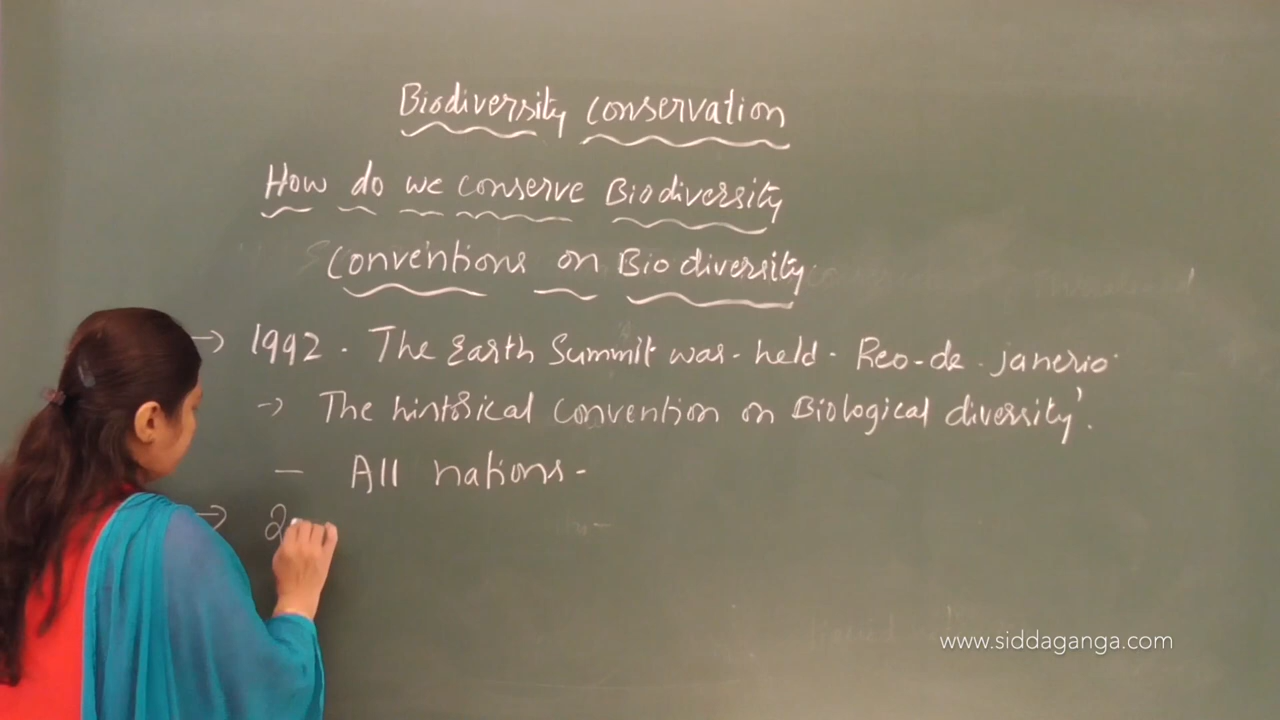 Biodiversity conservation
How do we conserve Biodiversity
Conventions on Biodiversity
→ 1992. The Earth Summit was held. Reo-de-janerio
→ The historical convention on Biological diversity'.
— All nations-
→ 2
www.siddaganga.com